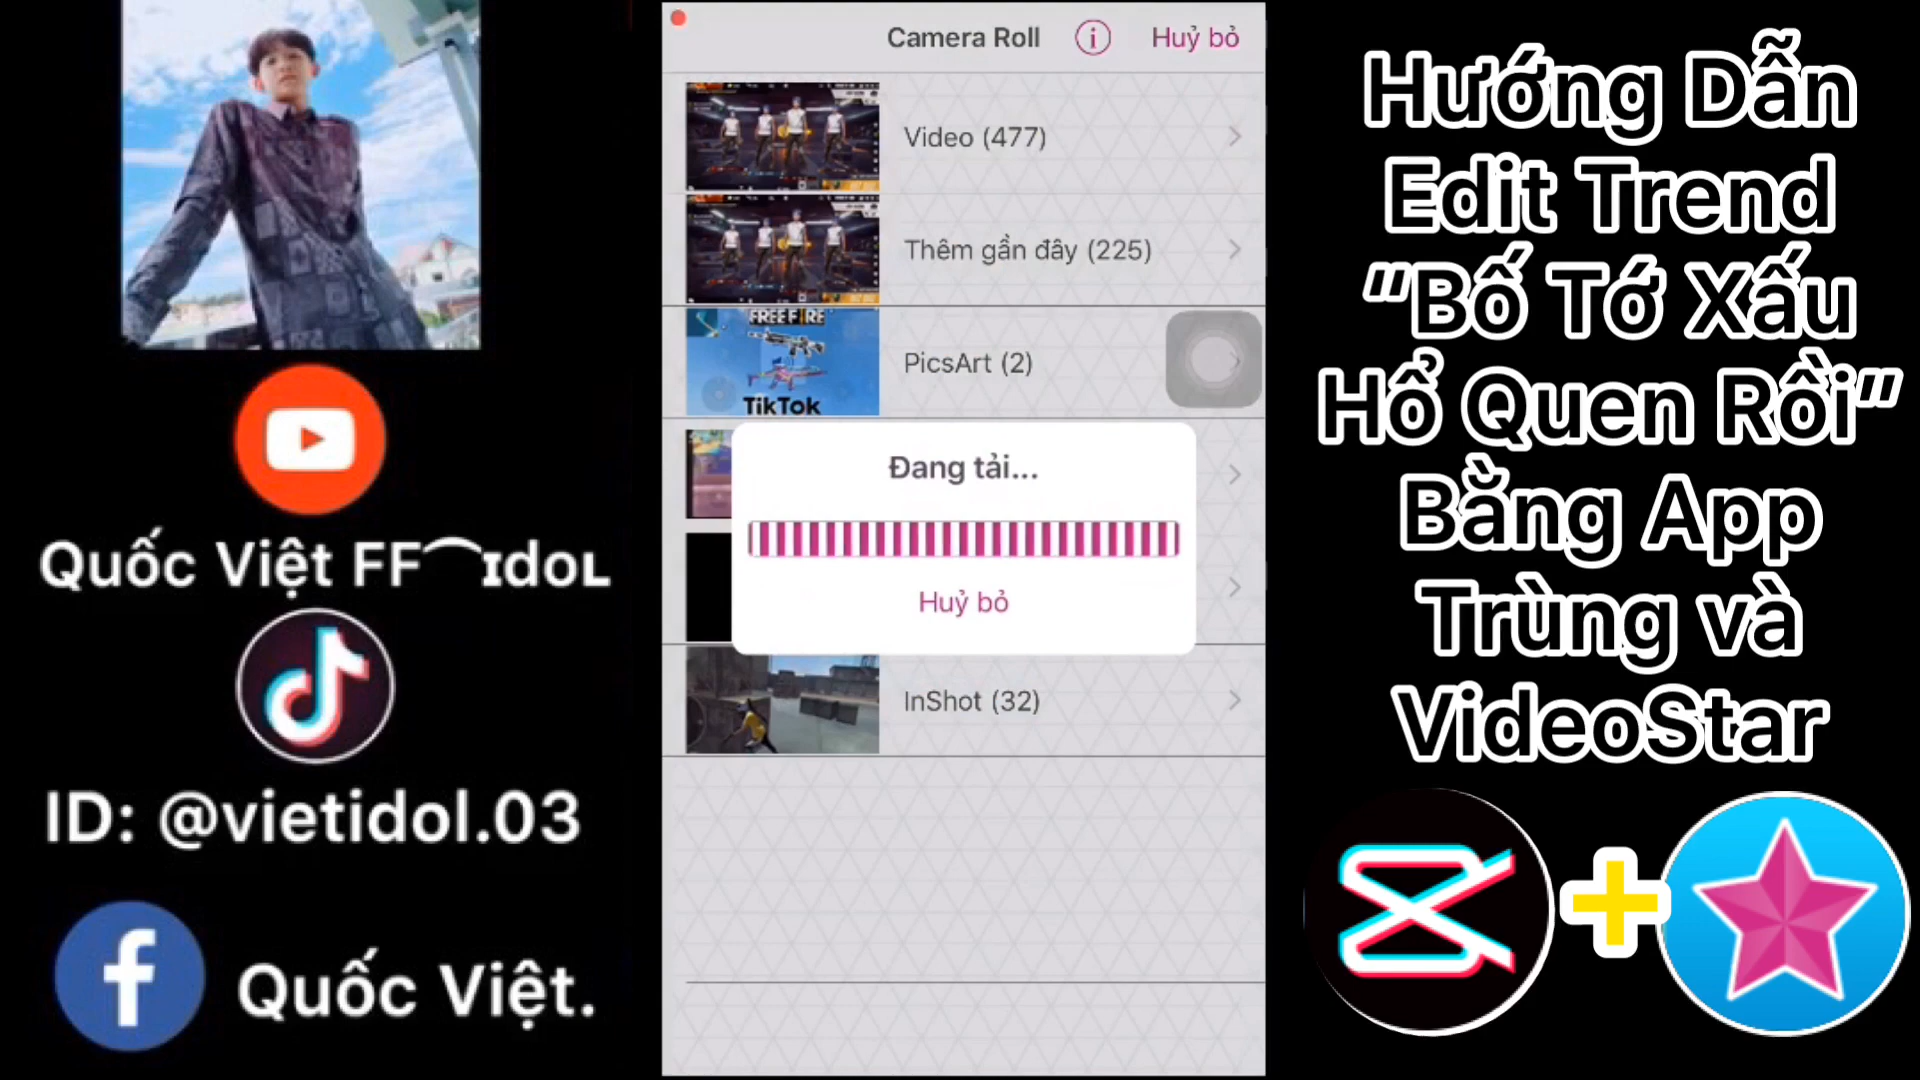 Quốc Việt FF⁀ɪdoʟ
ID: @vietidol.03
Quốc Việt.
Camera Roll
Huỷ bỏ
Video (477)
Thêm gần đây (225)
FREE FIRE
TikTok
PicsArt (2)
Đang tải...
Huỷ bỏ
InShot (32)
Hướng Dẫn
Edit Trend
"Bố Tớ Xấu
Hổ Quen Rồi"
Bằng App
Trùng và
VideoStar